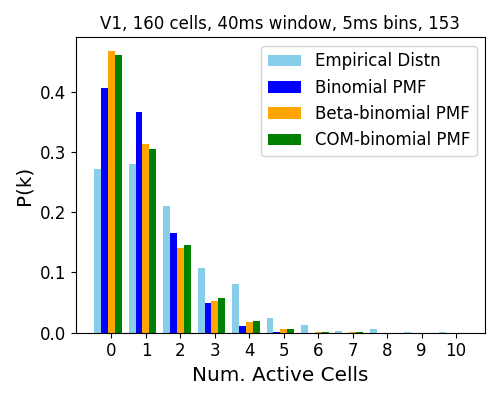 V1, 160 cells, 40ms window, 5ms bins, 153
Empirical Distn
Binomial PMF
Beta-binomial PMF
COM-binomial PMF
P(k)
0.4
0.3
0.2
0.1
0.0
0 1 2 3 4 5 6 7 8 9 10
Num. Active Cells